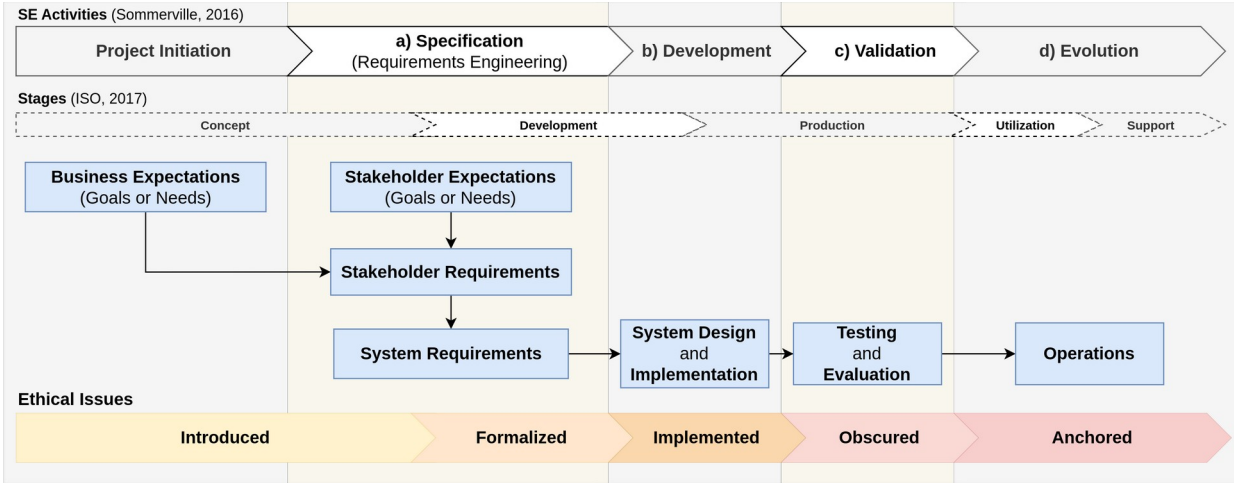 SE Activities (Sommerville, 2016)
Project Initiation
a) Specification
(Requirements Engineering)
b) Development
c) Validation
d) Evolution
Stages (ISO, 2017)
Concept
Development
Production
Utilization
Support
Business Expectations
(Goals or Needs)
Stakeholder Expectations
(Goals or Needs)
Stakeholder Requirements
System Requirements
System Design
and
Implementation
Testing
and
Evaluation
Operations
Ethical Issues
Introduced
Formalized
Implemented
Obscured
Anchored